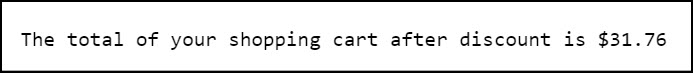 The total of your shopping cart after discount is $31.76